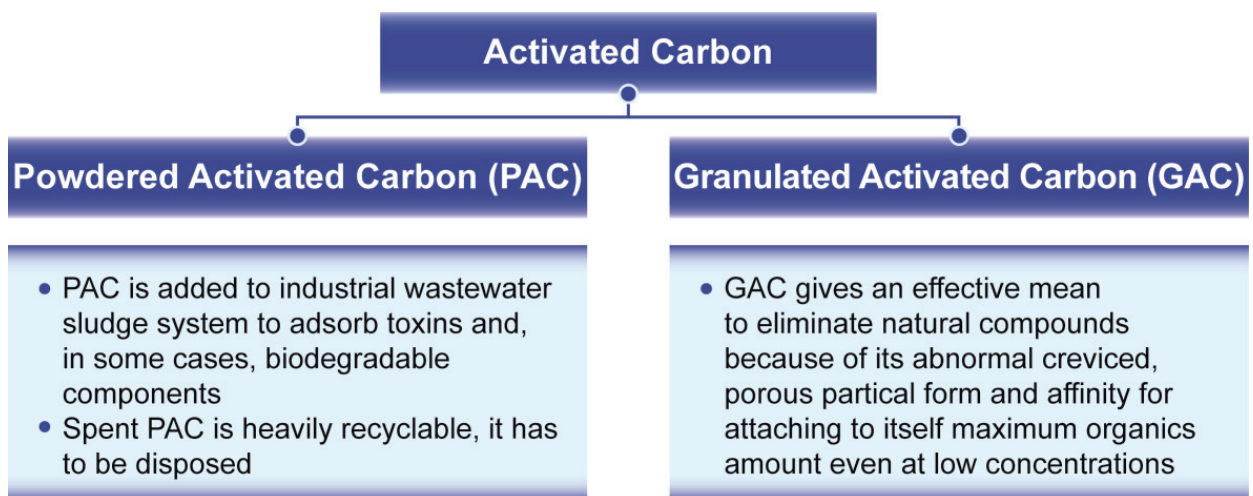 Activated Carbon
Powdered Activated Carbon (PAC)
• PAC is added to industrial wastewater
sludge system to adsorb toxins and,
in some cases, biodegradable
components
• Spent PAC is heavily recyclable, it has
to be disposed
Granulated Activated Carbon (GAC)
• GAC gives an effective mean
to eliminate natural compounds
because of its abnormal creviced,
porous partical form and affinity for
attaching to itself maximum organics
amount even at low concentrations